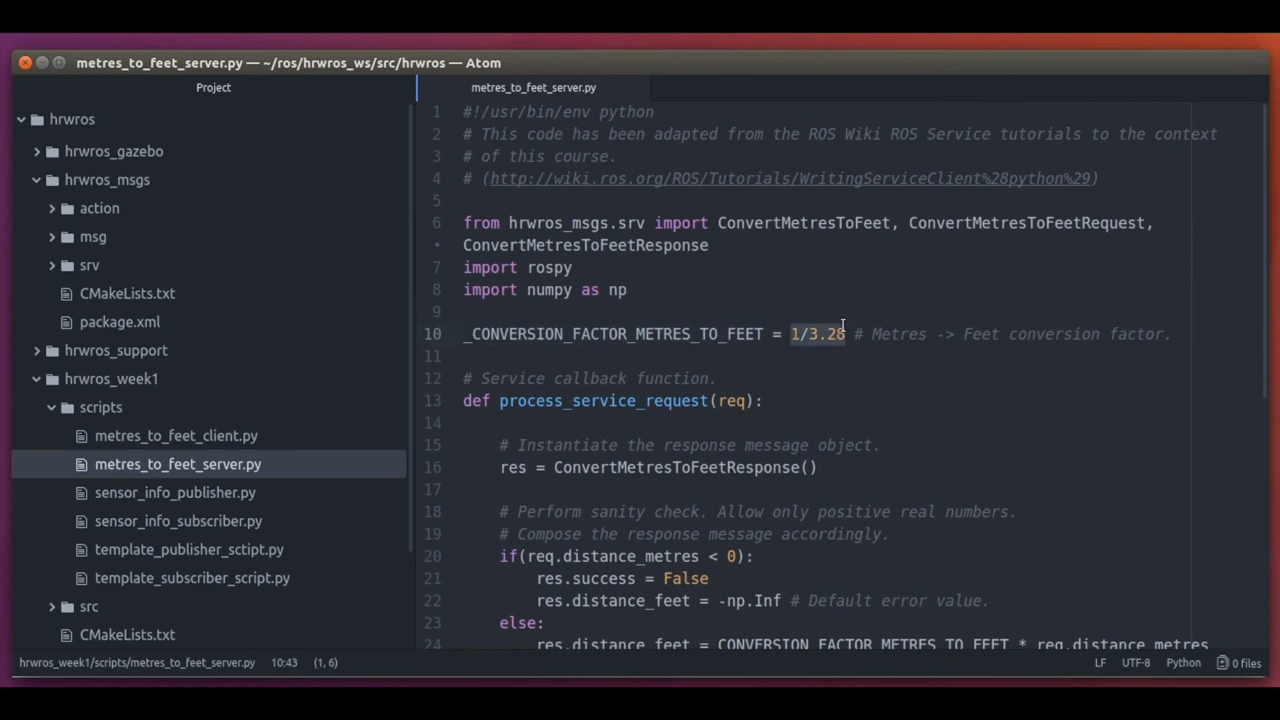 metres_to_feet_server.py — ~/ros/hrwros_ws/src/hrwros — Atom
Project
hrwros
hrwros_gazebo
hrwros_msgs
action
msg
srv
CMakeLists.txt
package.xml
hrwros_support
hrwros_week1
scripts
metres_to_feet_client.py
metres_to_feet_server.py
sensor_info_publisher.py
sensor_info_subscriber.py
template_publisher_sctipt.py
template_subscriber_script.py
src
CMakeLists.txt
metres_to_feet_server.py
1 #!/usr/bin/env python
2 # This code has been adapted from the ROS Wiki ROS Service tutorials to the context
3 # of this course.
4 # (http://wiki.ros.org/ROS/Tutorials/WritingServiceClient%28python%29)
5
6 from hrwros_msgs.srv import ConvertMetresToFeet, ConvertMetresToFeetRequest,
• ConvertMetresToFeetResponse
7 import rospy
8 import numpy as np
9
10 _CONVERSION_FACTOR_METRES_TO_FEET = 1/3.28 # Metres -> Feet conversion factor.
11
12 # Service callback function.
13 def process_service_request(req):
14
15 # Instantiate the response message object.
16 res = ConvertMetresToFeetResponse()
17
18 # Perform sanity check. Allow only positive real numbers.
19 # Compose the response message accordingly.
20 if(req.distance_metres < 0):
21 res.success = False
22 res.distance_feet = -np.Inf # Default error value.
23 else:
24 res.distance_feet = _CONVERSION_FACTOR_METRES_TO_FEET * req.distance_metres
hrwros_week1/scripts/metres_to_feet_server.py 10:43 (1, 6) LF UTF-8 Python 0 files